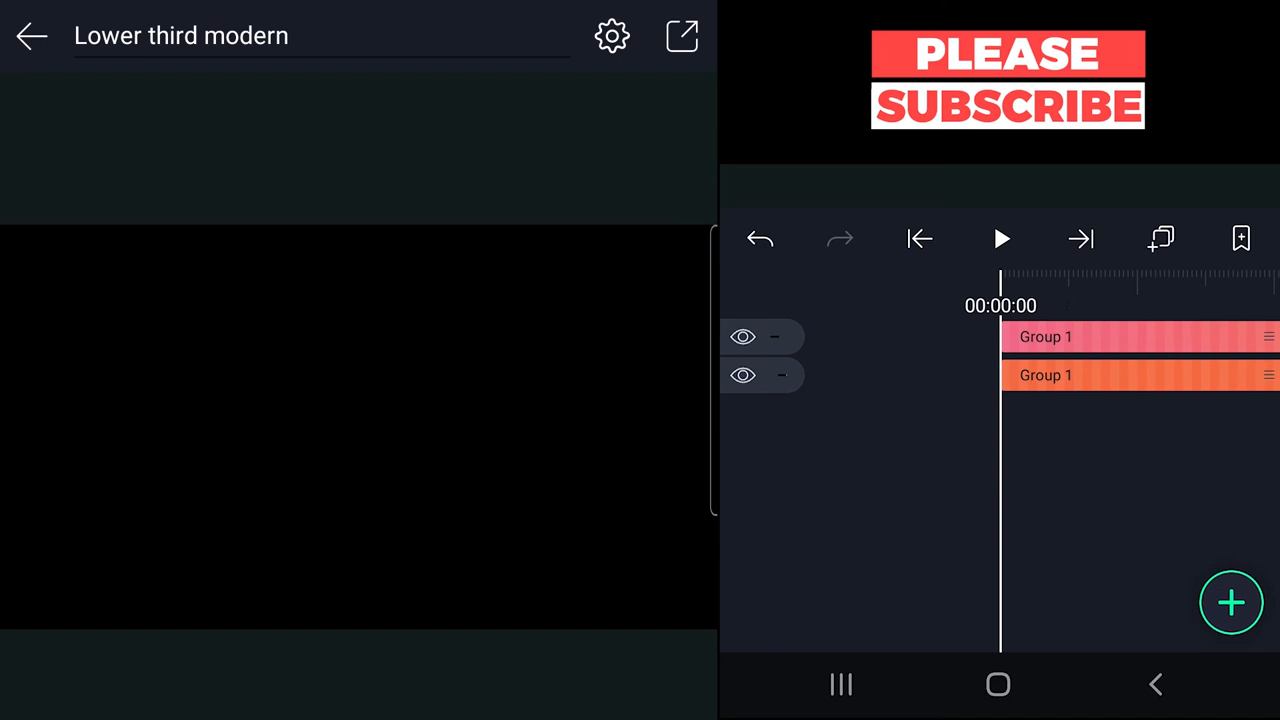 Lower third modern
PLEASE
SUBSCRIBE
00:00:00
Group 1
Group 1